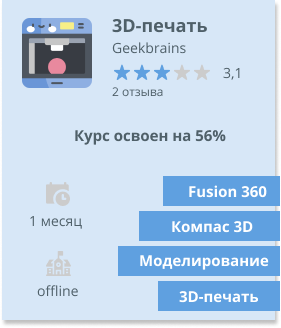 3D-печать
Geekbrains
3,1
2 отзыва
Курс освоен на 56%
1 месяц
offline
Fusion 360
Компас 3D
Моделирование
3D-печать